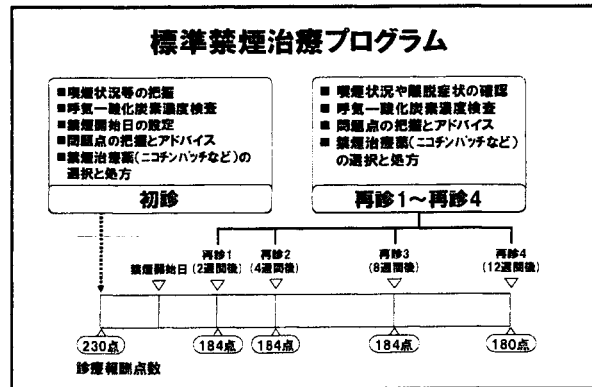 標準禁煙治療プログラム
■喫煙状況等の把握
■呼気一酸化炭素濃度検査
■禁煙開始日の設定
■問題点の把握とアドバイス
■禁煙治療薬(ニコチンパッチなど)の
選択と処方
初診
■喫煙状況や離脱症状の確認
■呼気一酸化炭素濃度検査
■問題点の把握とアドバイス
■禁煙治療薬(ニコチンパッチなど)
の選択と処方
再診1～再診4
禁煙開始日
再診1
(2週間後)
再診2
(4週間後)
再診3
(8週間後)
再診4
(12週間後)
230点
184点
184点
184点
180点
診療報酬点数